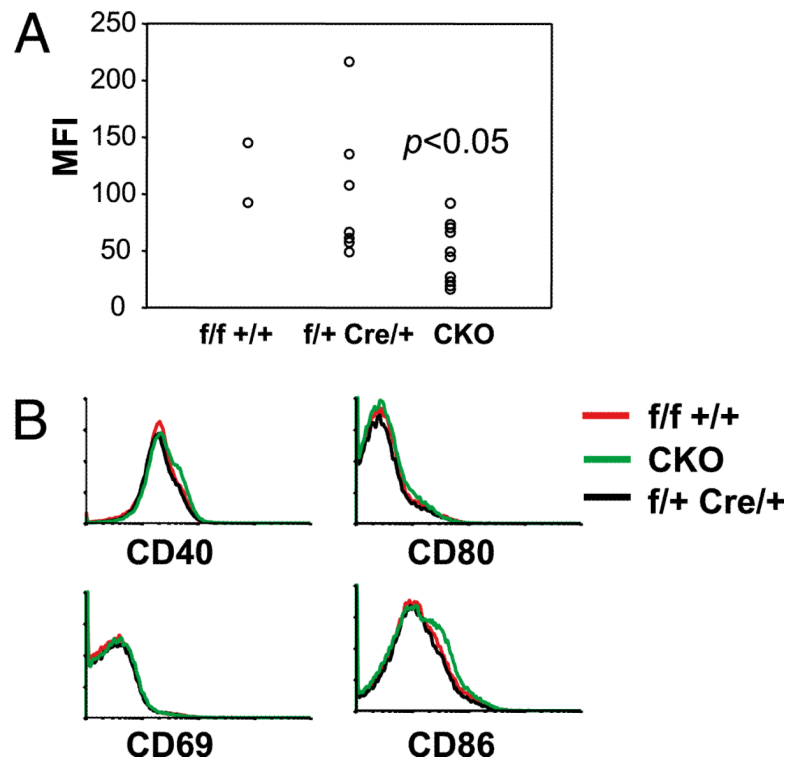 A
250
200
150
100
50
0
MFI
p<0.05
f/f +/+ f/+ Cre/+ CKO
B
f/f +/+
CKO
f/+ Cre/+
CD40 CD80
CD69 CD86